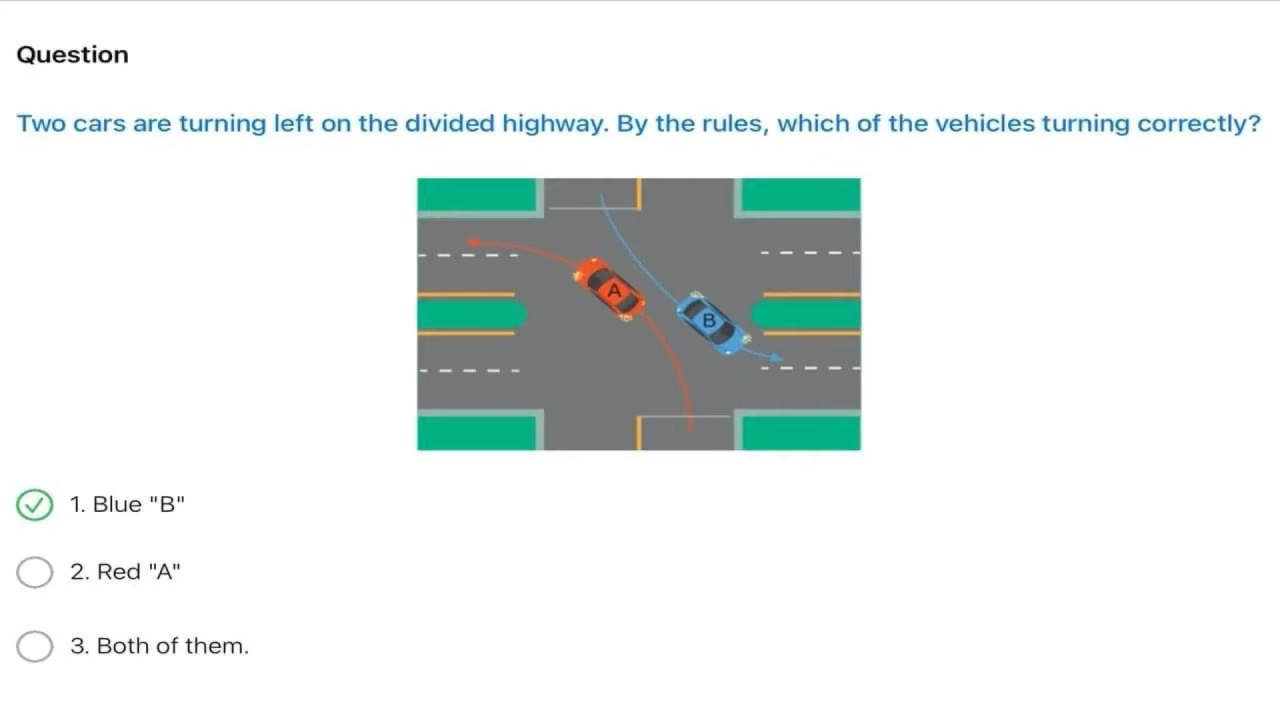 Question
Two cars are turning left on the divided highway. By the rules, which of the vehicles turning correctly?
A
B
1. Blue "B"
2. Red "A"
3. Both of them.